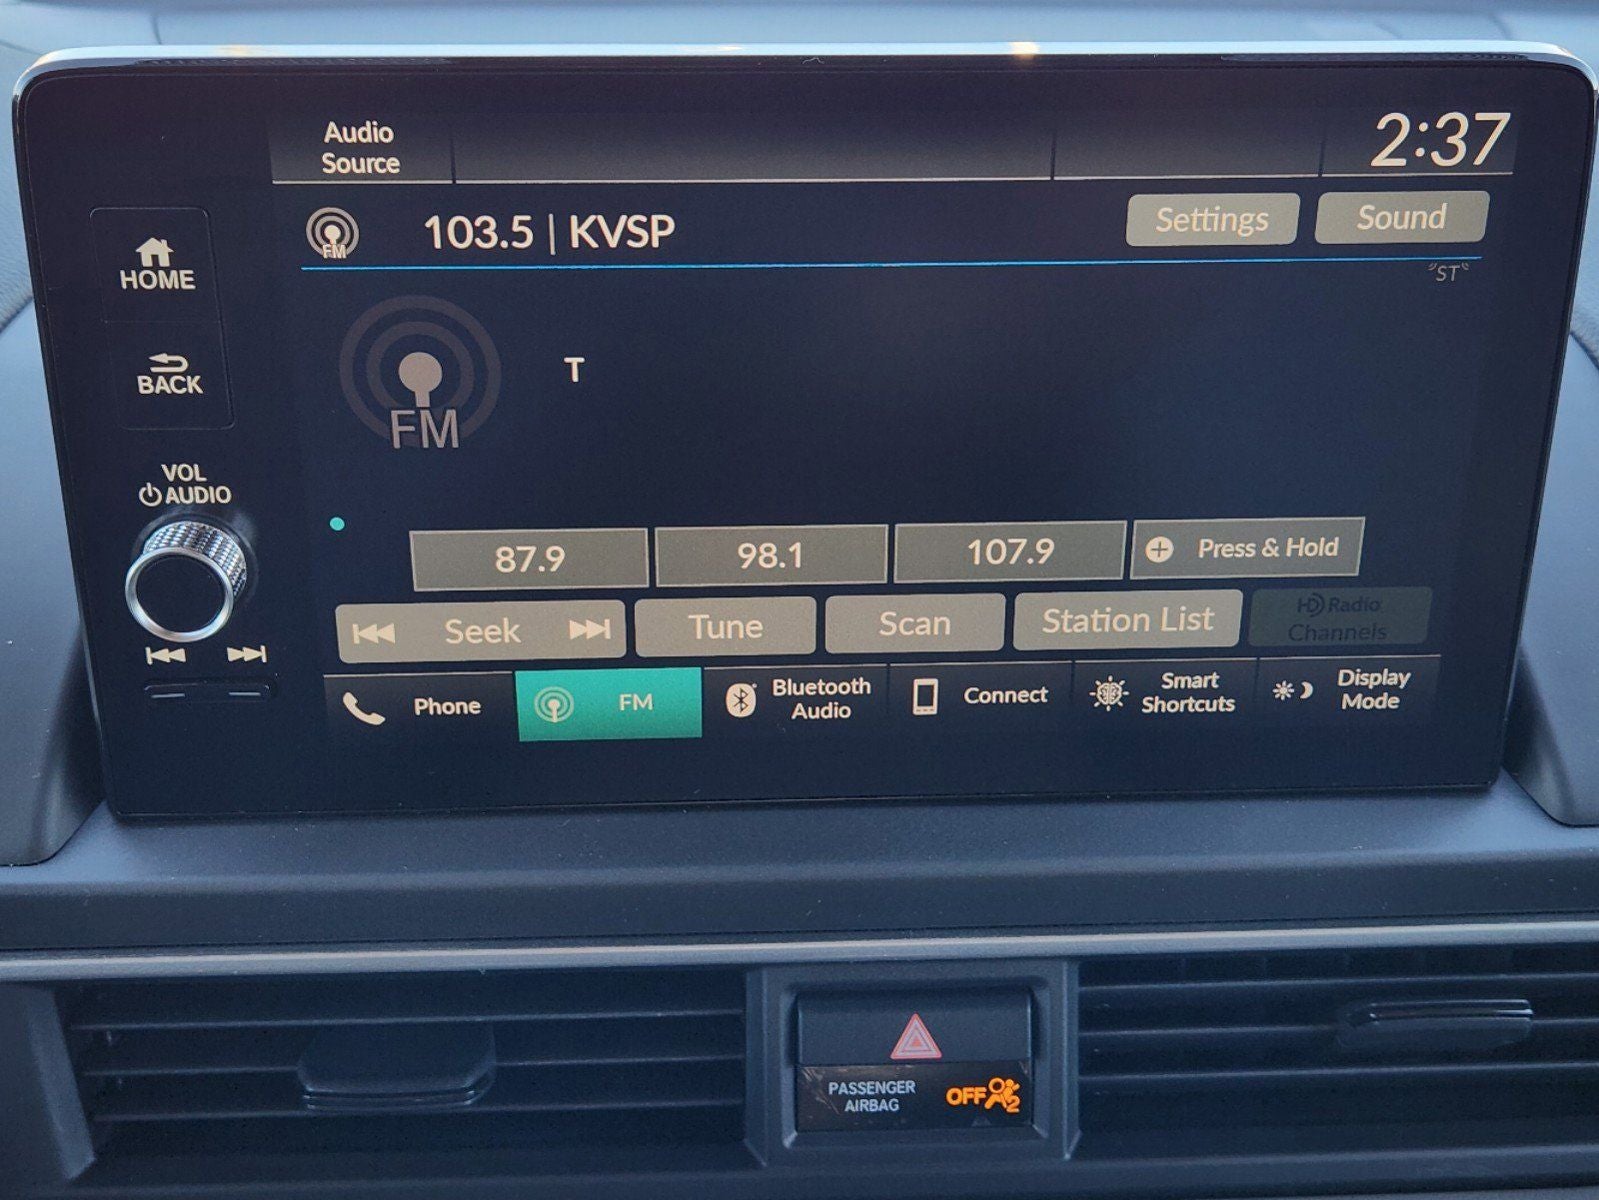 Audio
Source
2:37
FM
103.5 | KVSP
Settings
Sound
"ST"
HOME
BACK
VOL
AUDIO
FM
T
87.9
98.1
107.9
Press & Hold
Seek
Tune
Scan
Station List
HD Radio
Channels
Phone
FM
Bluetooth
Audio
Connect
Smart
Shortcuts
Display
Mode
PASSENGER
AIRBAG
OFF
2